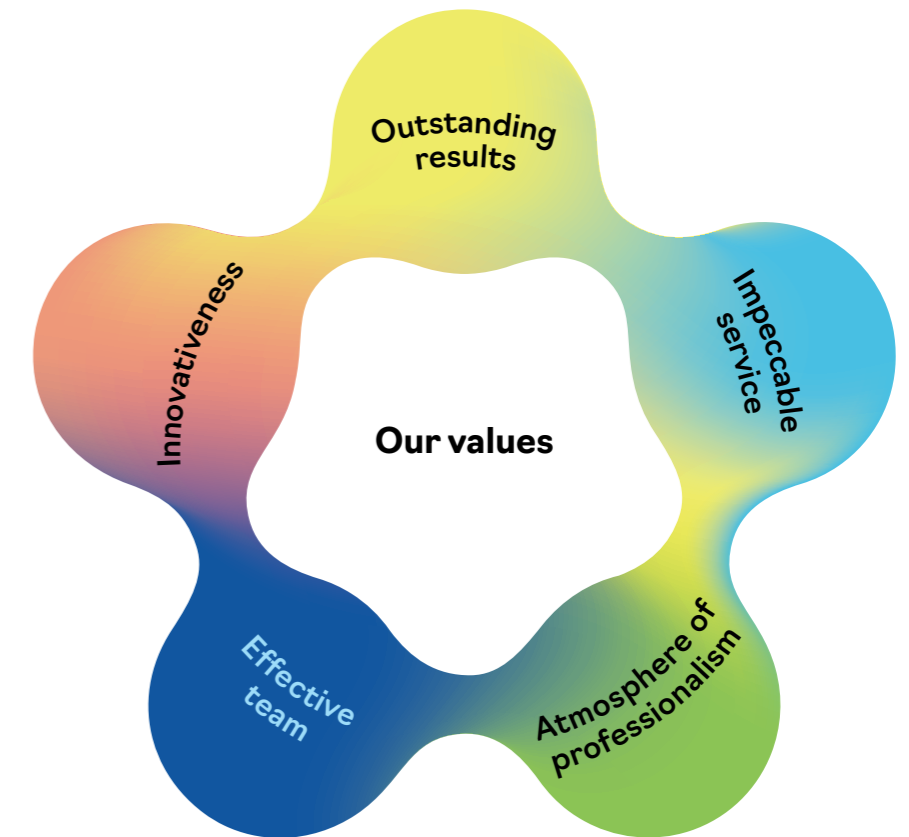 Outstanding
results
Impeccable
service
Atmosphere of
professionalism
Effective
team
Innovativeness
Our values